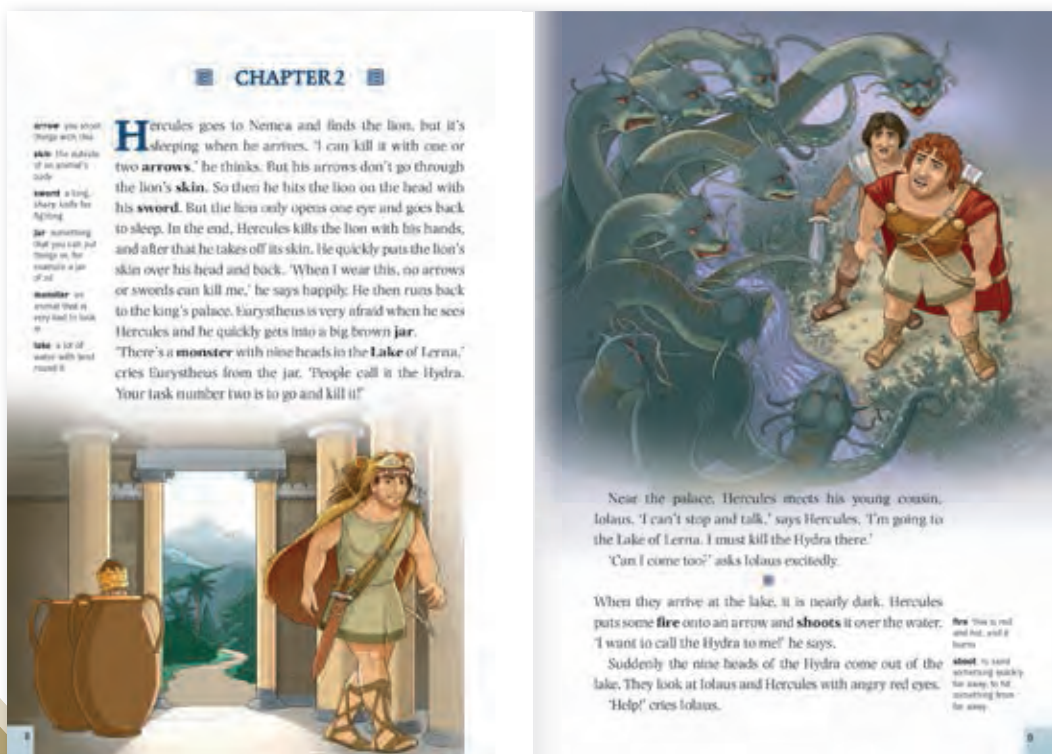 CHAPTER 2
arrow you shoot
things with this
skin the outside
of an animal's
body
sword a long,
sharp knife for
fighting
jar something
that you can put
things in, for
example a jar
of oil
monster an
animal that is
very bad to look
at
lake a lot of
water with land
round it
Hercules goes to Nemea and finds the lion, but it's
sleeping when he arrives. 'I can kill it with one or
two arrows,' he thinks. But his arrows don't go through
the lion's skin. So then he hits the lion on the head with
his sword. But the lion only opens one eye and goes back
to sleep. In the end, Hercules kills the lion with his hands,
and after that he takes off its skin. He quickly puts the lion's
skin over his head and back. 'When I wear this, no arrows
or swords can kill me,' he says happily. He then runs back
to the king's palace. Eurystheus is very afraid when he sees
Hercules and he quickly gets into a big brown jar.
'There's a monster with nine heads in the Lake of Lerna,'
cries Eurystheus from the jar. 'People call it the Hydra.
Your task number two is to go and kill it!'
8
Near the palace, Hercules meets his young cousin,
Iolaus. 'I can't stop and talk,' says Hercules. 'I'm going to
the Lake of Lerna. I must kill the Hydra there.'
'Can I come too?' asks Iolaus excitedly.
When they arrive at the lake, it is nearly dark. Hercules
puts some fire onto an arrow and shoots it over the water.
'I want to call the Hydra to me!' he says.
Suddenly the nine heads of the Hydra come out of the
lake. They look at Iolaus and Hercules with angry red eyes.
'Help!' cries Iolaus.
fire this is red
and hot, and it
burns
shoot to send
something quickly
far away; to hit
something from
far away
9